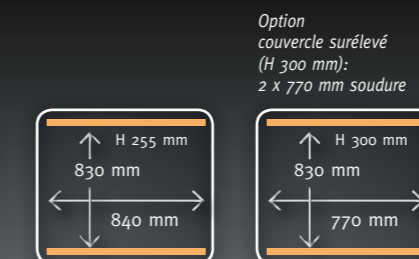 Option
couvercle surélevé
(H 300 mm):
2 x 770 mm soudure
H 255 mm
830 mm
840 mm
H 300 mm
830 mm
770 mm